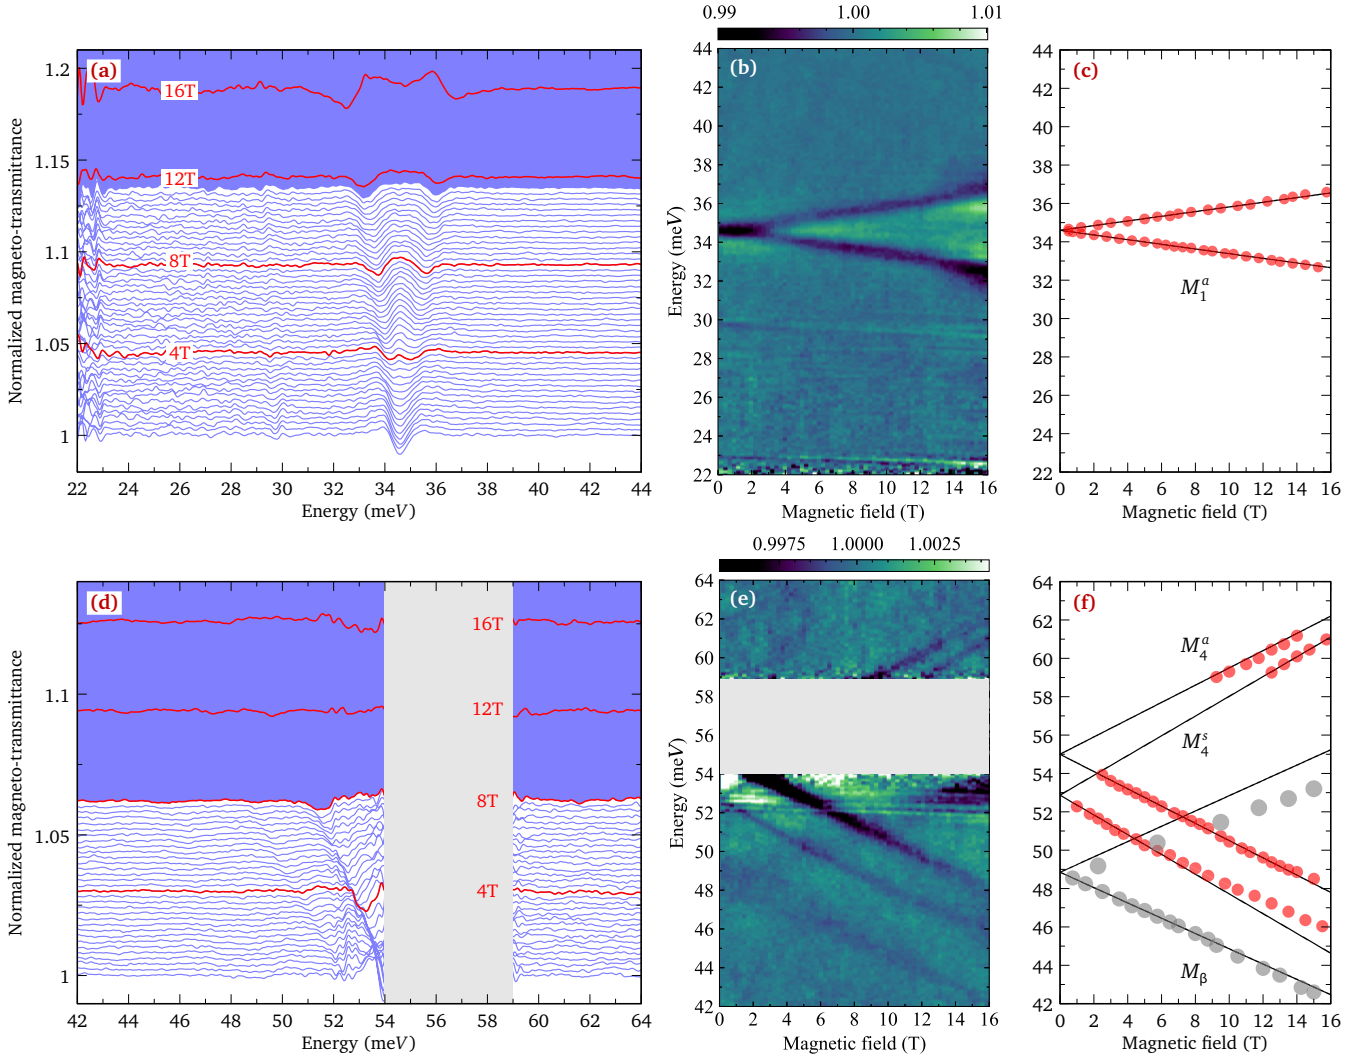 0.99 1.00 1.01
(a)
16T
12T
8T
4T
1.2
1.15
1.1
1.05
1
Normalized magneto-transmittance
22 24 26 28 30 32 34 36 38 40 42 44
Energy (meV)
(b)
44
42
40
38
36
34
32
30
28
26
24
22
Energy (meV)
0 2 4 6 8 10 12 14 16
Magnetic field (T)
(c)
44
42
40
38
36
34
32
30
28
26
24
22
M₁ᵃ
0 2 4 6 8 10 12 14 16
Magnetic field (T)
(d)
16T
12T
8T
4T
1.1
1.05
1
Normalized magneto-transmittance
42 44 46 48 50 52 54 56 58 60 62 64
Energy (meV)
0.9975 1.0000 1.0025
(e)
64
62
60
58
56
54
52
50
48
46
44
42
Energy (meV)
0 2 4 6 8 10 12 14 16
Magnetic field (T)
(f)
64
62
60
58
56
54
52
50
48
46
44
42
M₄ᵃ
M₄ˢ
Mᵦ
0 2 4 6 8 10 12 14 16
Magnetic field (T)